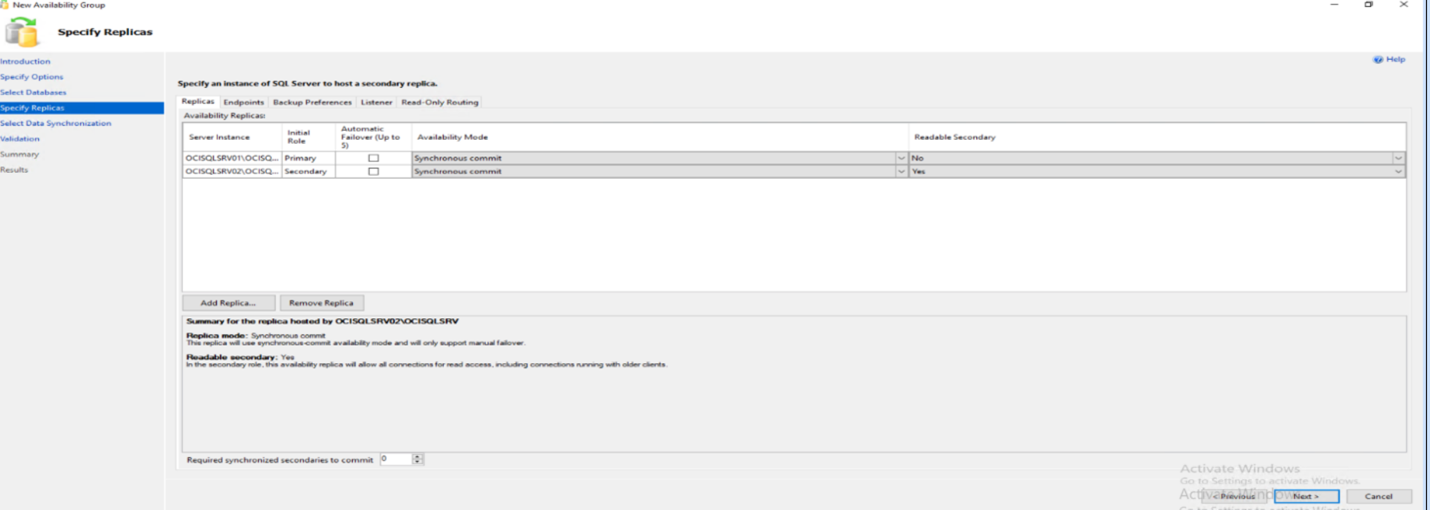 New Availability Group
Specify Replicas
Help
Introduction
Specify Options
Select Databases
Specify Replicas
Select Data Synchronization
Validation
Summary
Results
Specify an instance of SQL Server to host a secondary replica.
Replicas Endpoints Backup Preferences Listener Read-Only Routing
Availability Replicas:
Server Instance Initial Role Automatic Failover (Up to 5) Availability Mode Readable Secondary
OCISQLSRV01\OCISQ... Primary Synchronous commit No
OCISQLSRV02\OCISQ... Secondary Synchronous commit Yes
Add Replica... Remove Replica
Summary for the replica hosted by OCISQLSRV02\OCISQLSRV
Replica mode: Synchronous commit
This replica will use synchronous-commit availability mode and will only support manual failover.
Readable secondary: Yes
In the secondary role, this availability replica will allow all connections for read access, including connections running with older clients.
Required synchronized secondaries to commit 0
Activate Windows
Go to Settings to activate Windows.
Activate Windows
< Previous Next > Cancel
Go to Settings to activate Windows.